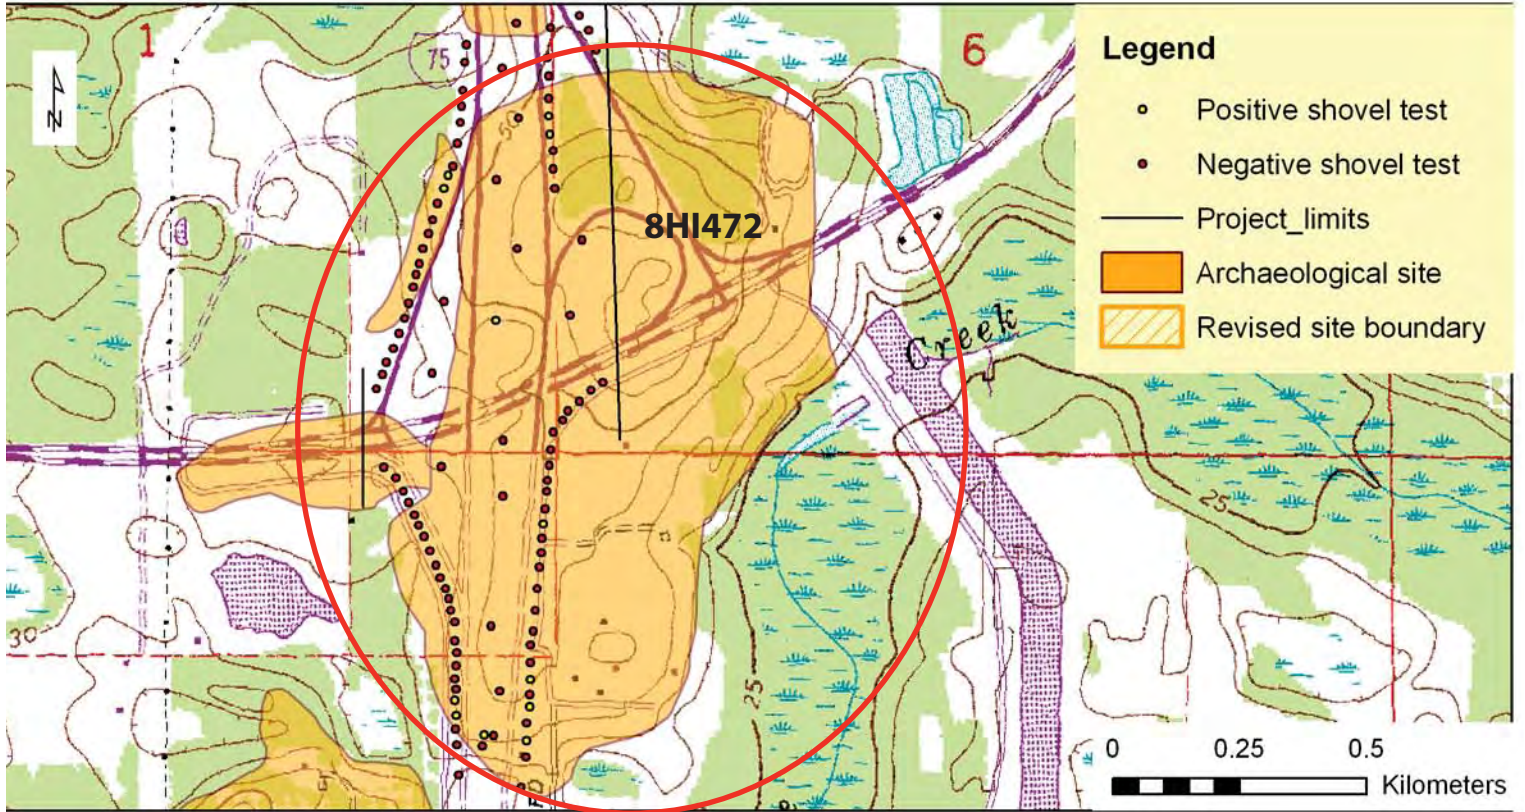 1
75
6
50
8HI472
Creek
25
25
30
N
Legend
Positive shovel test
Negative shovel test
Project_limits
Archaeological site
Revised site boundary
0 0.25 0.5
Kilometers